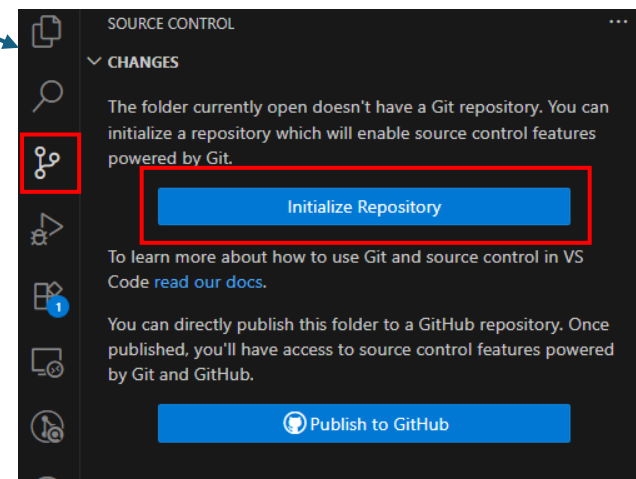 SOURCE CONTROL
CHANGES
The folder currently open doesn't have a Git repository. You can
initialize a repository which will enable source control features
powered by Git.
Initialize Repository
To learn more about how to use Git and source control in VS
Code read our docs.
1
You can directly publish this folder to a GitHub repository. Once
published, you'll have access to source control features powered
by Git and GitHub.
Publish to GitHub